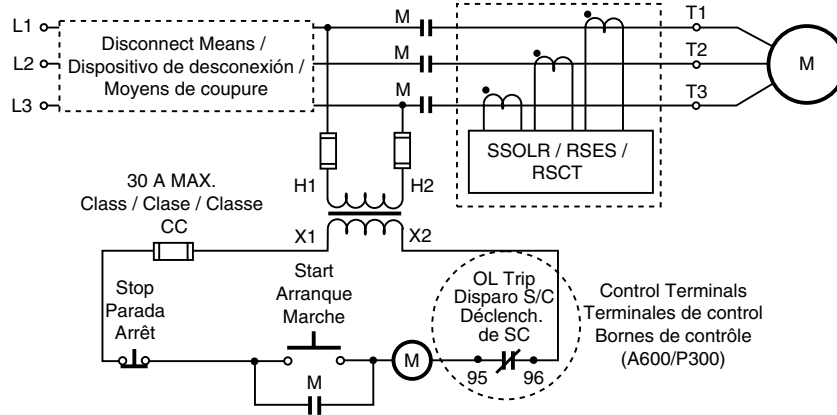 L1
L2
L3
Disconnect Means /
Dispositivo de desconexión /
Moyens de coupure
M
M
M
T1
T2
T3
M
SSOLR / RSES /
RSCT
H1
H2
30 A MAX.
Class / Clase / Classe
CC
X1
X2
Stop
Parada
Arrêt
Start
Arranque
Marche
M
M
OL Trip
Disparo S/C
Déclench.
de SC
95
96
Control Terminals
Terminales de control
Bornes de contrôle
(A600/P300)